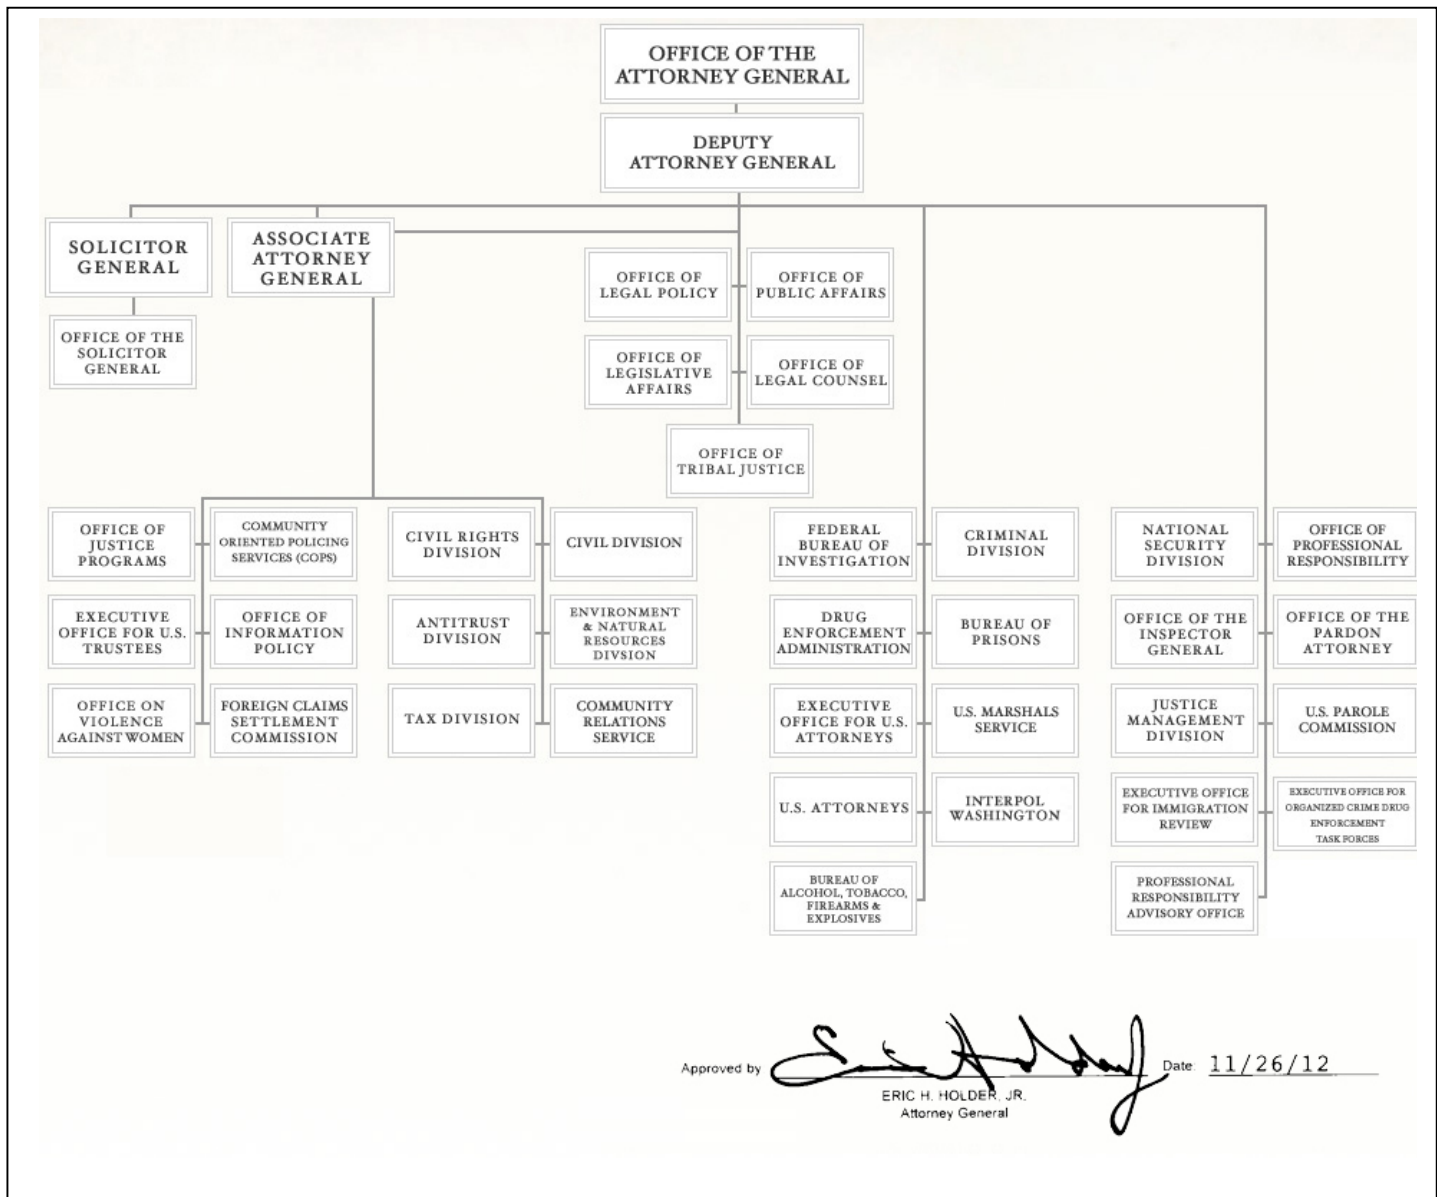 OFFICE OF THE
ATTORNEY GENERAL
DEPUTY
ATTORNEY GENERAL
SOLICITOR
GENERAL
ASSOCIATE
ATTORNEY
GENERAL
OFFICE OF THE
SOLICITOR
GENERAL
OFFICE OF
LEGAL POLICY
OFFICE OF
PUBLIC AFFAIRS
OFFICE OF
LEGISLATIVE
AFFAIRS
OFFICE OF
LEGAL COUNSEL
OFFICE OF
TRIBAL JUSTICE
OFFICE OF
JUSTICE
PROGRAMS
COMMUNITY
ORIENTED POLICING
SERVICES (COPS)
EXECUTIVE
OFFICE FOR U.S.
TRUSTEES
OFFICE OF
INFORMATION
POLICY
OFFICE ON
VIOLENCE
AGAINST WOMEN
FOREIGN CLAIMS
SETTLEMENT
COMMISSION
CIVIL RIGHTS
DIVISION
CIVIL DIVISION
ANTITRUST
DIVISION
ENVIRONMENT
& NATURAL
RESOURCES
DIVSION
TAX DIVISION
COMMUNITY
RELATIONS
SERVICE
FEDERAL
BUREAU OF
INVESTIGATION
CRIMINAL
DIVISION
DRUG
ENFORCEMENT
ADMINISTRATION
BUREAU OF
PRISONS
EXECUTIVE
OFFICE FOR U.S.
ATTORNEYS
U.S. MARSHALS
SERVICE
U.S. ATTORNEYS
INTERPOL
WASHINGTON
BUREAU OF
ALCOHOL, TOBACCO,
FIREARMS &
EXPLOSIVES
NATIONAL
SECURITY
DIVISION
OFFICE OF
PROFESSIONAL
RESPONSIBILITY
OFFICE OF THE
INSPECTOR
GENERAL
OFFICE OF THE
PARDON
ATTORNEY
JUSTICE
MANAGEMENT
DIVISION
U.S. PAROLE
COMMISSION
EXECUTIVE OFFICE
FOR IMMIGRATION
REVIEW
EXECUTIVE OFFICE FOR
ORGANIZED CRIME DRUG
ENFORCEMENT
TASK FORCES
PROFESSIONAL
RESPONSIBILITY
ADVISORY OFFICE
Approved by
Date: 11/26/12
ERIC H. HOLDER, JR.
Attorney General